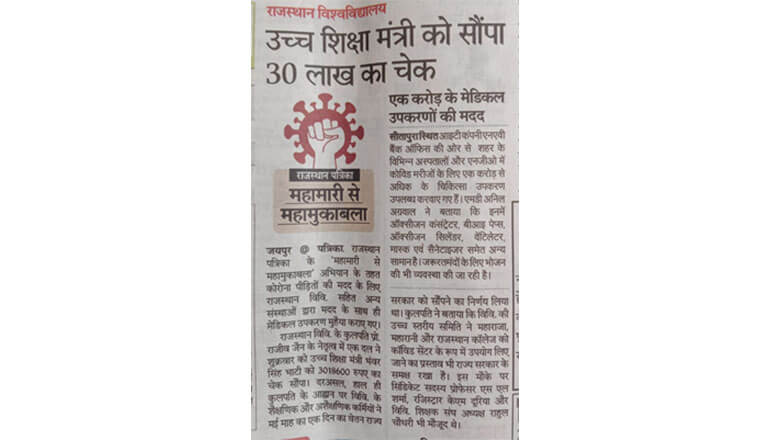 राजस्थान विश्वविद्यालय
उच्च शिक्षा मंत्री को सौंपा
30 लाख का चेक
राजस्थान पत्रिका
महामारी से
महामुकाबला
जयपुर @ पत्रिका. राजस्थान
पत्रिका के 'महामारी से
महामुकाबला' अभियान के तहत
कोरोना पीड़ितों की मदद के लिए
राजस्थान विवि. सहित अन्य
संस्थाओं द्वारा मदद के साथ ही
मेडिकल उपकरण मुहैया कराए गए।
राजस्थान विवि. के कुलपति प्रो.
राजीव जैन के नेतृत्व में एक दल ने
शुक्रवार को उच्च शिक्षा मंत्री भंवर
सिंह भाटी को 3018600 रुपए का
चेक सौंपा। दरअसल, हाल ही
कुलपति के आह्वान पर विवि. के
शैक्षणिक और अशैक्षणिक कर्मियों ने
मई माह का एक दिन का वेतन राज्य
एक करोड़ के मेडिकल
उपकरणों की मदद
सीतापुरा स्थित आइटी कंपनी एनएवी
बैक ऑफिस की ओर से शहर के
विभिन्न अस्पतालों और एनजीओ में
कोविड मरीजों के लिए एक करोड़ से
अधिक के चिकित्सा उपकरण
उपलब्ध करवाए गए हैं। एमडी अनिल
अग्रवाल ने बताया कि इनमें
ऑक्सीजन कंसंट्रेटर, बीआइ पेप्स,
ऑक्सीजन सिलेंडर, वेंटिलेटर,
मास्क एवं सैनेटाइजर समेत अन्य
सामान है। जरूरतमंदों के लिए भोजन
की भी व्यवस्था की जा रही है।
सरकार को सौंपने का निर्णय लिया
था। कुलपति ने बताया कि विवि. की
उच्च स्तरीय समिति ने महाराजा,
महारानी और राजस्थान कॉलेज को
कोविड सेंटर के रूप में उपयोग लिए
जाने का प्रस्ताव भी राज्य सरकार के
समक्ष रखा है। इस मौके पर
सिंडिकेट सदस्य प्रोफेसर एस एल
शर्मा, रजिस्ट्रार केएम दूरिया और
विवि. शिक्षक संघ अध्यक्ष राहुल
चौधरी भी मौजूद थे।